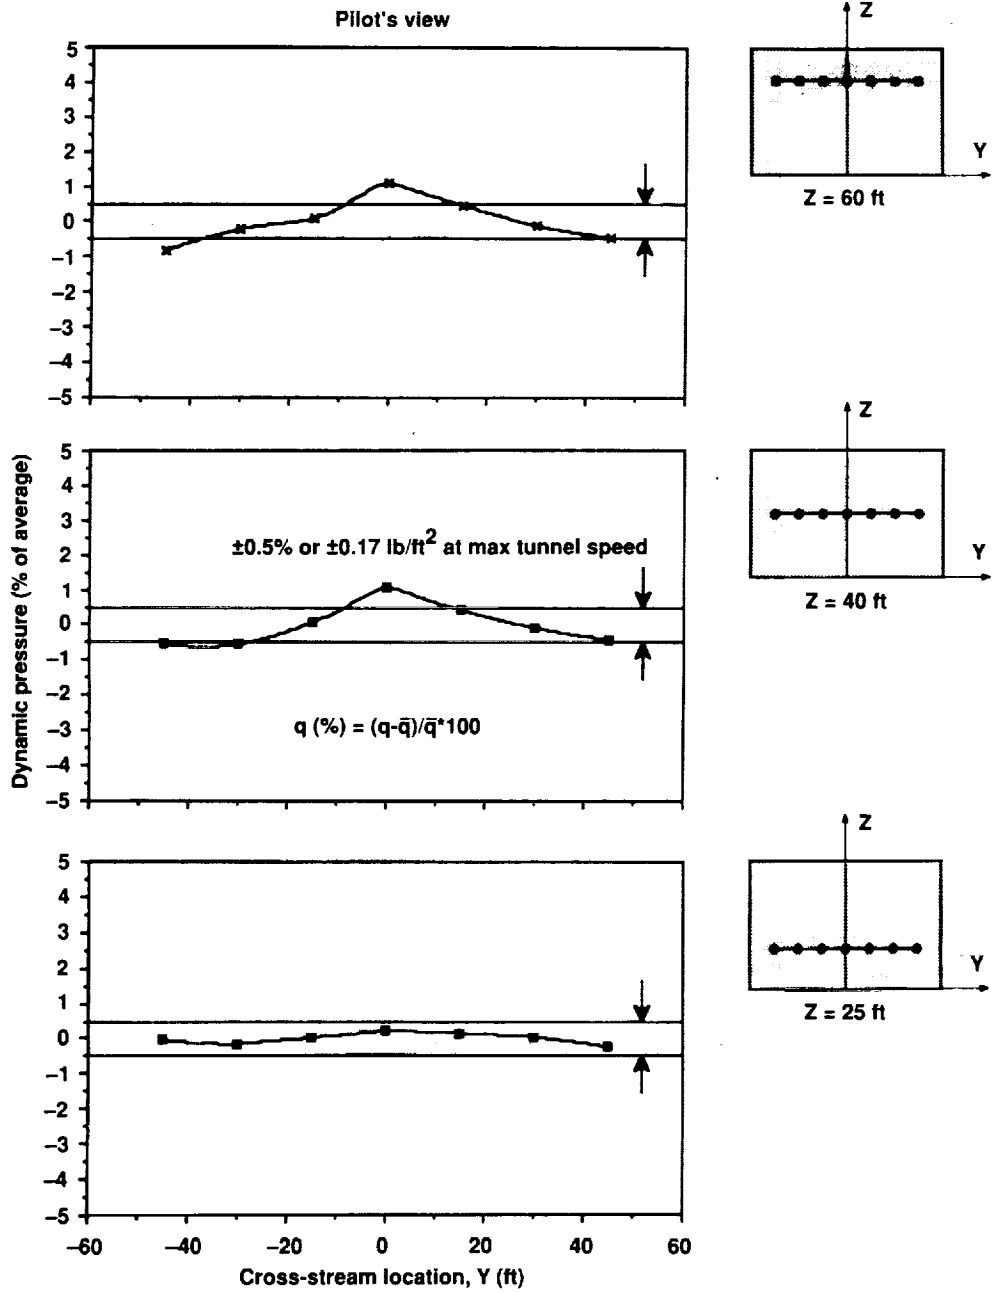 Pilot's view
5
4
3
2
1
0
–1
–2
–3
–4
–5
Z
Y
Z = 60 ft
Dynamic pressure (% of average)
5
4
3
2
1
0
–1
–2
–3
–4
–5
±0.5% or ±0.17 lb/ft2 at max tunnel speed
q (%) = (q-q̄)/q̄*100
Z
Y
Z = 40 ft
5
4
3
2
1
0
–1
–2
–3
–4
–5
–60 –40 –20 0 20 40 60
Cross-stream location, Y (ft)
Z
Y
Z = 25 ft